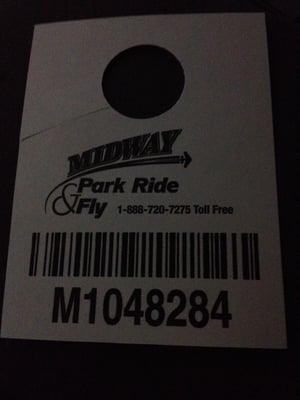 MIDWAY
Park Ride
& Fly 1-888-720-7275 Toll Free
M1048284